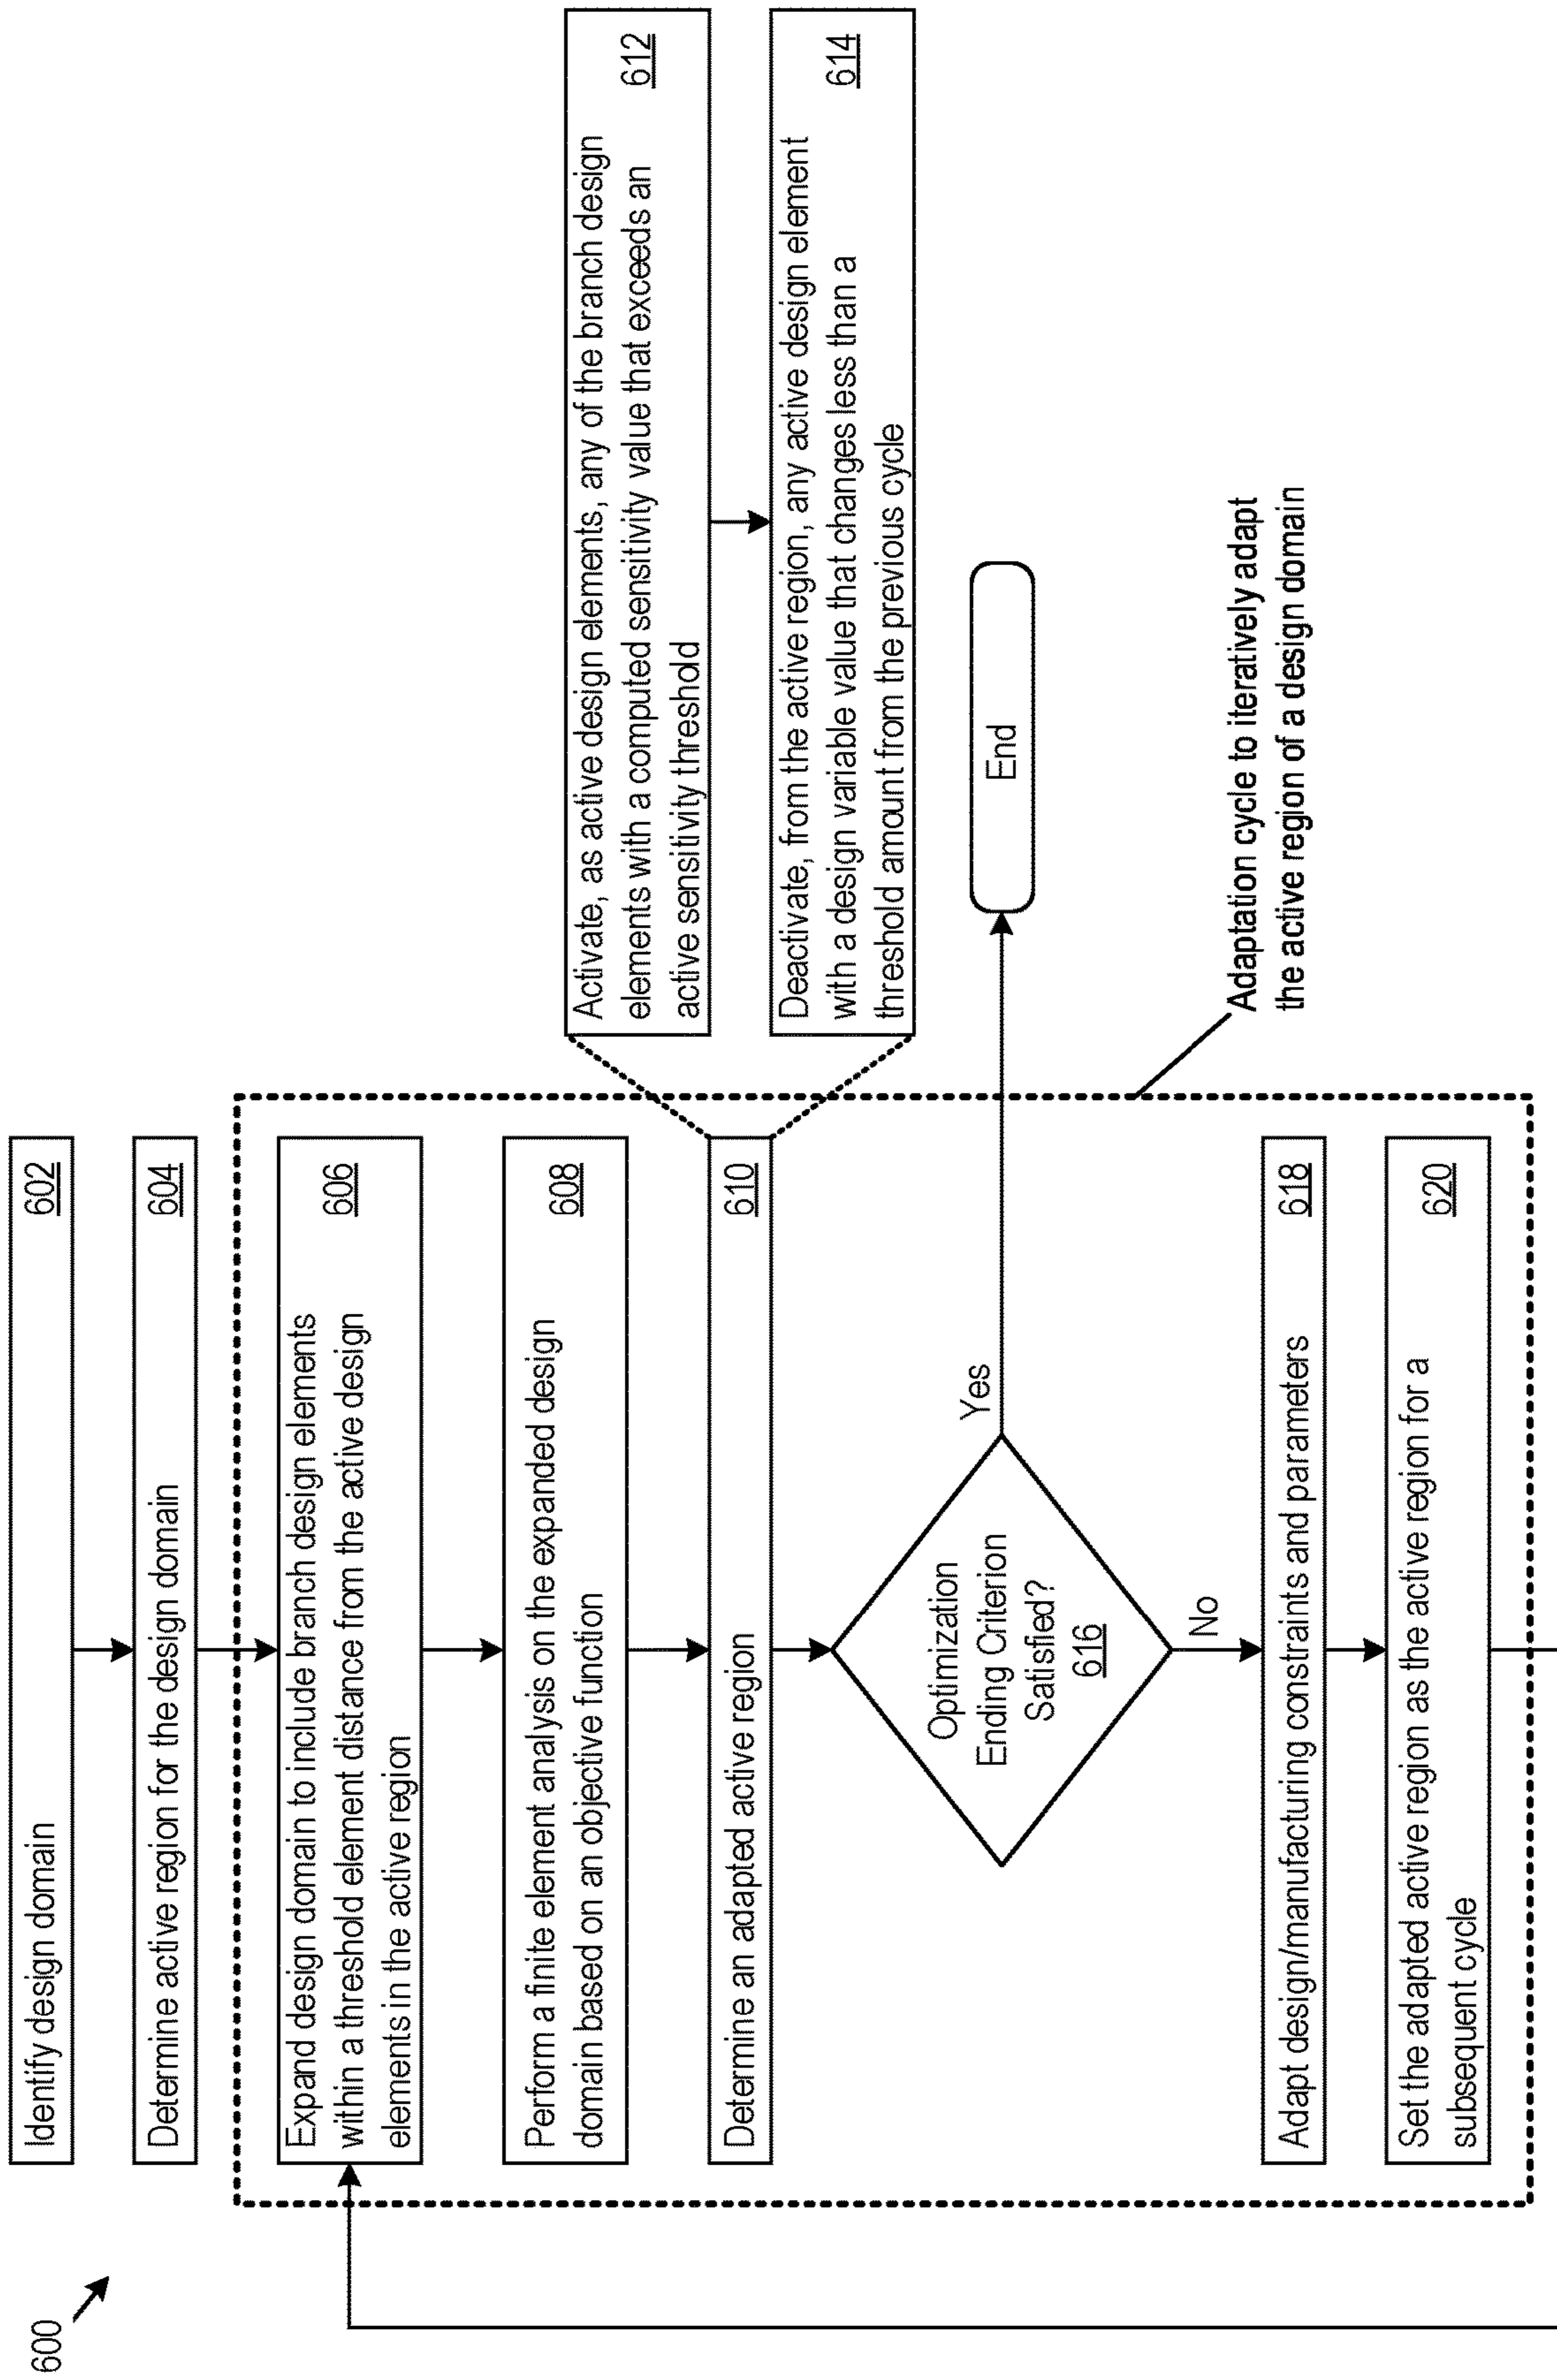 600
Identify design domain
602
Determine active region for the design domain
604
Expand design domain to include branch design elements
within a threshold element distance from the active design
elements in the active region
606
Perform a finite element analysis on the expanded design
domain based on an objective function
608
Determine an adapted active region
610
Activate, as active design elements, any of the branch design
elements with a computed sensitivity value that exceeds an
active sensitivity threshold
612
Deactivate, from the active region, any active design element
with a design variable value that changes less than a
threshold amount from the previous cycle
614
Optimization
Ending Criterion
Satisfied?
616
Yes
End
No
Adapt design/manufacturing constraints and parameters
618
Set the adapted active region as the active region for a
subsequent cycle
620
Adaptation cycle to iteratively adapt
the active region of a design domain